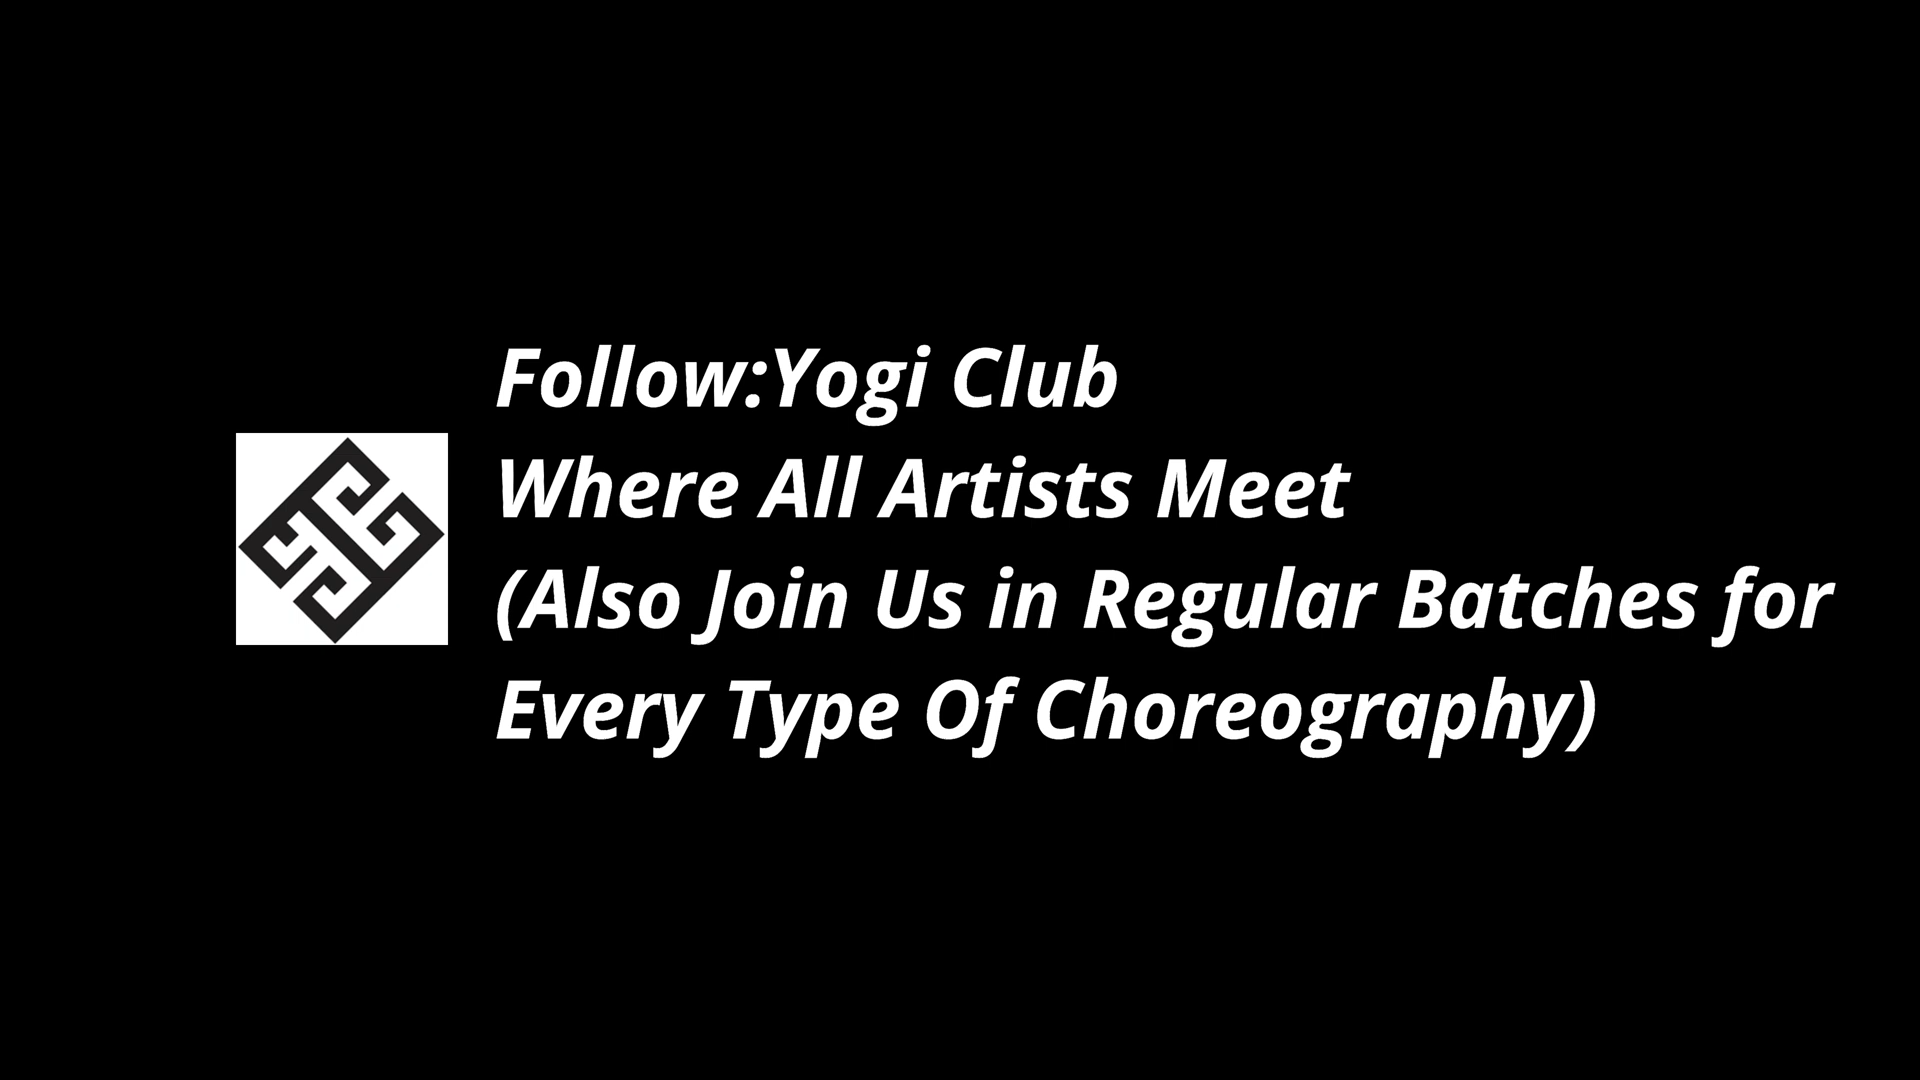 Follow:Yogi Club
Where All Artists Meet
(Also Join Us in Regular Batches for
Every Type Of Choreography)